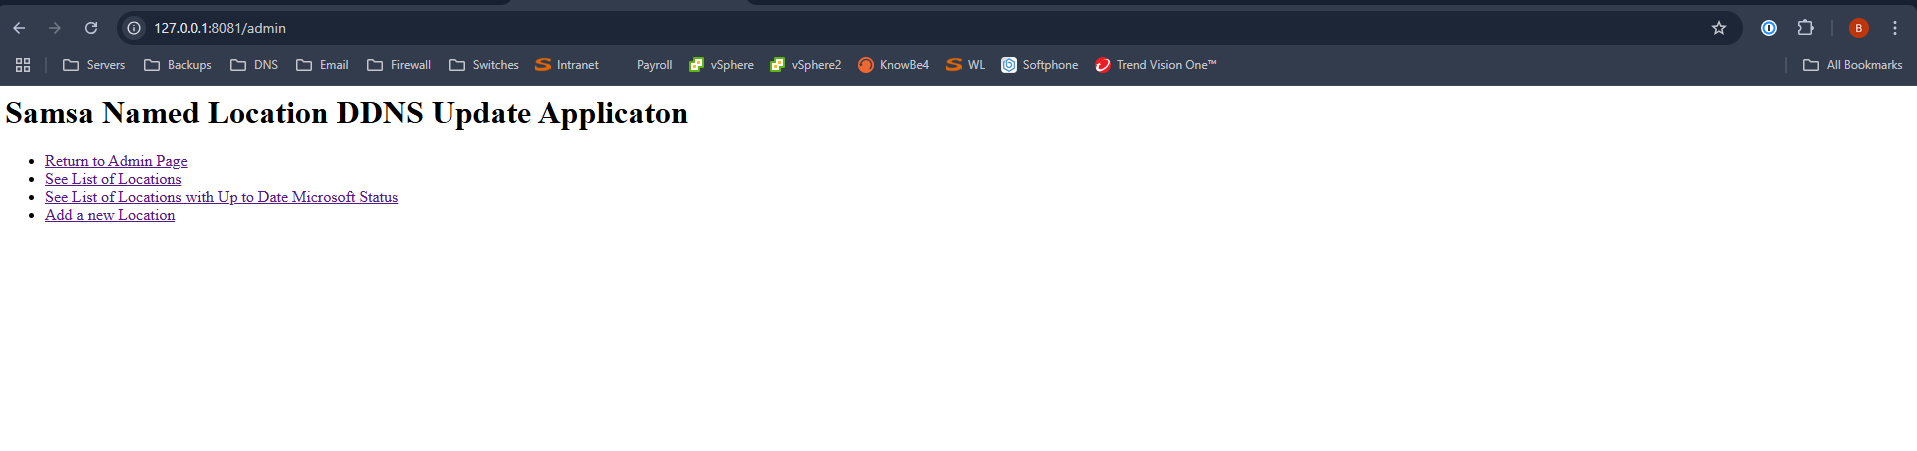 127.0.0.1:8081/admin
B
Servers Backups DNS Email Firewall Switches Intranet Payroll vSphere vSphere2 KnowBe4 WL Softphone Trend Vision One™ All Bookmarks
Samsa Named Location DDNS Update Applicaton
Return to Admin Page
See List of Locations
See List of Locations with Up to Date Microsoft Status
Add a new Location